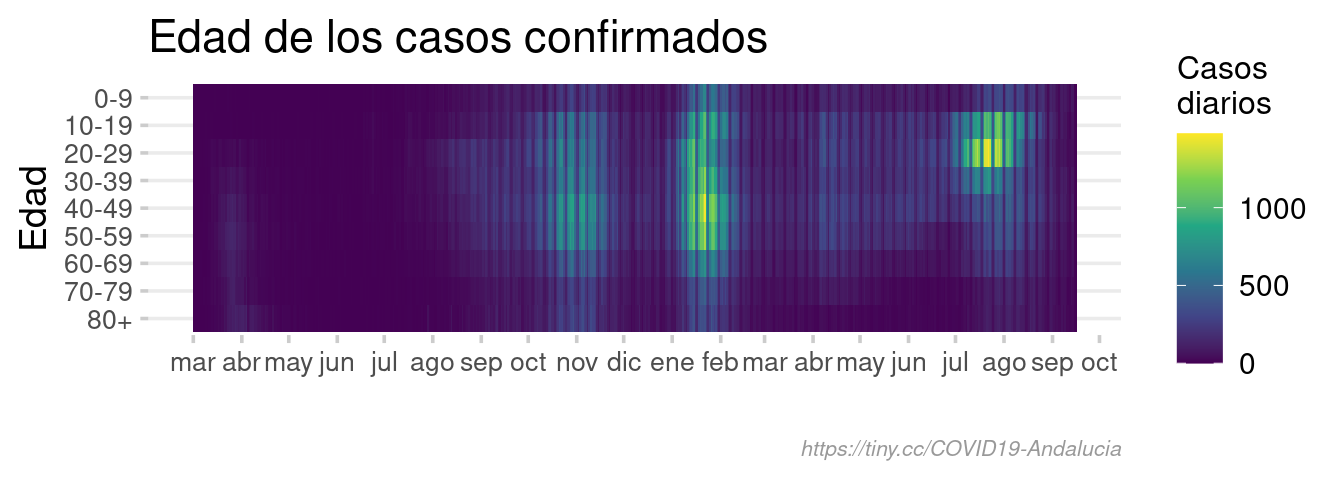 Edad de los casos confirmados
Casos
diarios
Edad
0-9
10-19
20-29
30-39
40-49
50-59
60-69
70-79
80+
1000
500
0
mar abr may jun jul ago sep oct nov dic ene feb mar abr may jun jul ago sep oct
https://tiny.cc/COVID19-Andalucia